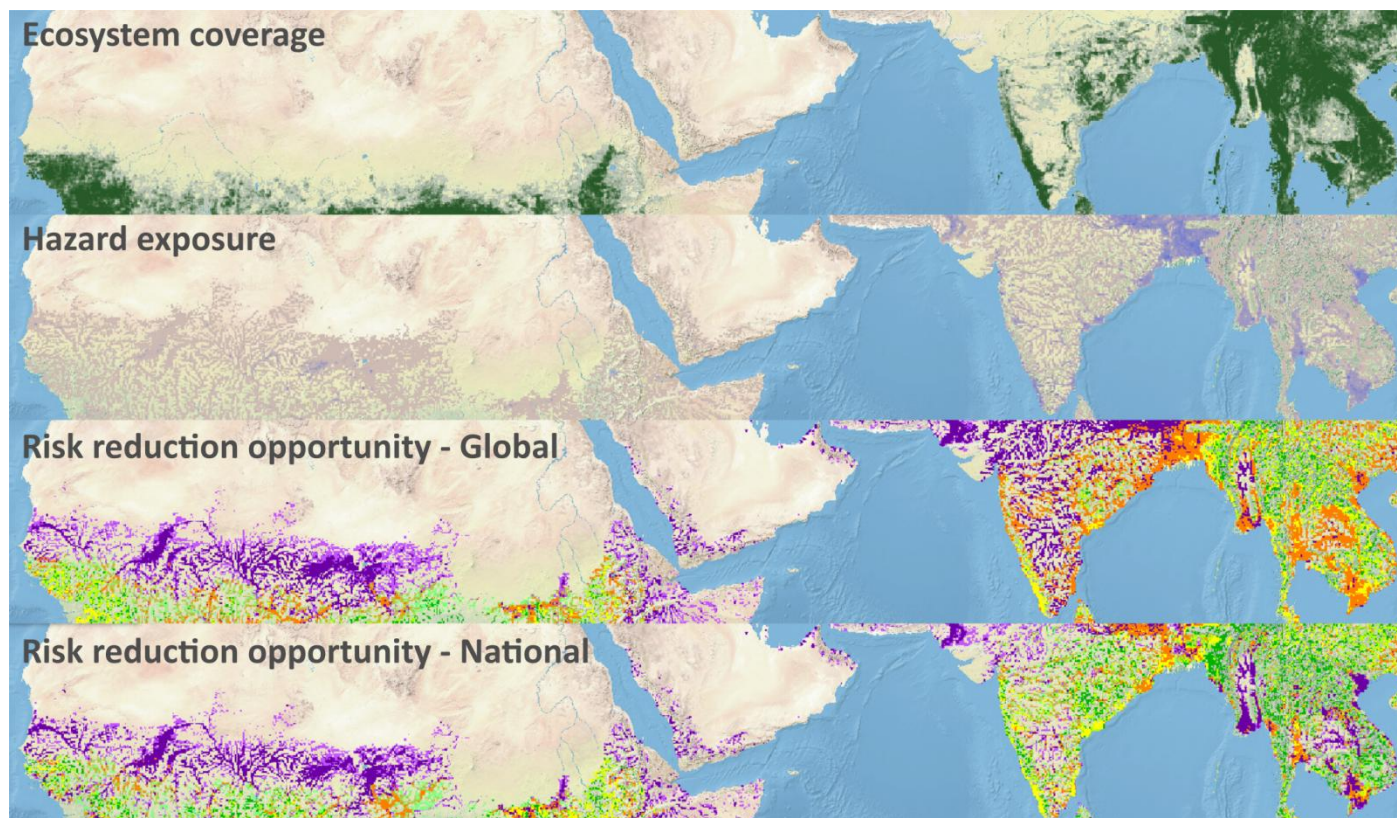 Ecosystem coverage
Hazard exposure
Risk reduction opportunity - Global
Risk reduction opportunity - National